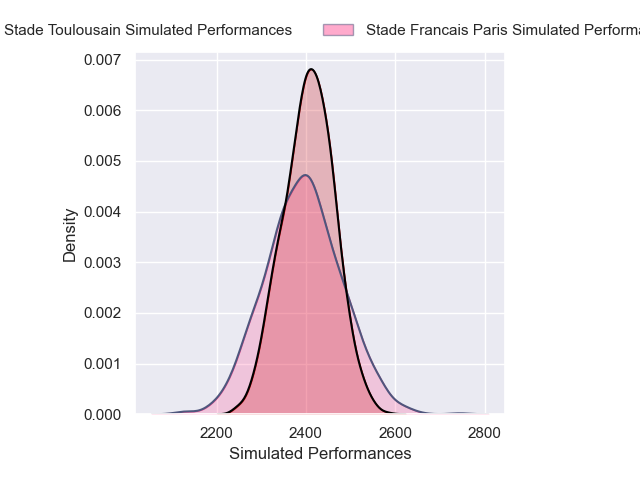 Stade Toulousain Simulated Performances Stade Francais Paris Simulated
0.007
0.006
0.005
0.004
0.003
0.002
0.001
0.000
Density
2200 2400 2600 2800
Simulated Performances